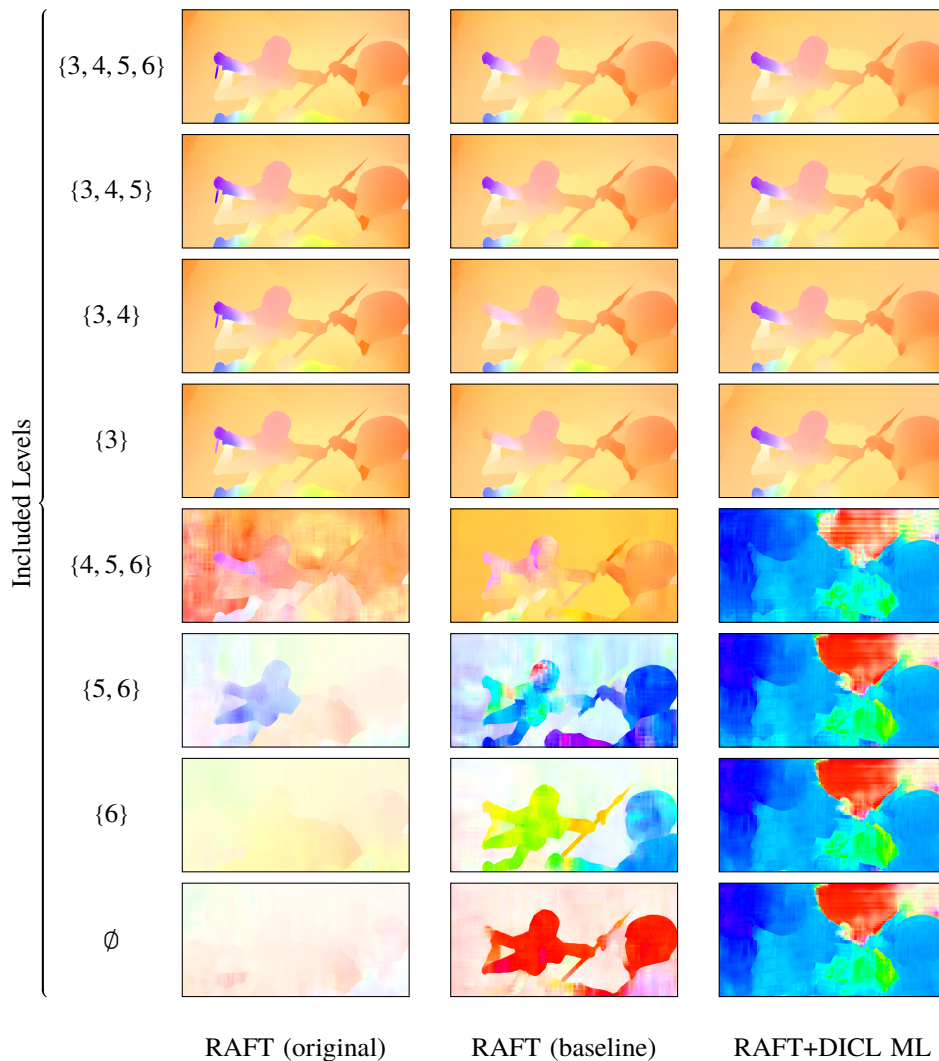 {3, 4, 5, 6}
{3, 4, 5}
{3, 4}
{3}
Included Levels
{4, 5, 6}
{5, 6}
{6}
∅
RAFT (original) RAFT (baseline) RAFT+DICL ML